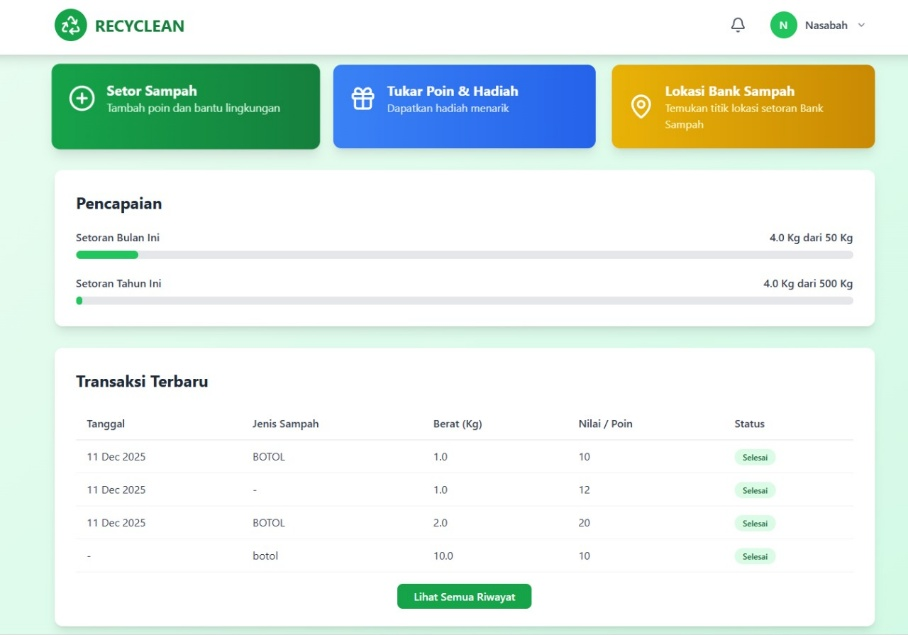 RECYCLEAN
N Nasabah
Setor Sampah
Tambah poin dan bantu lingkungan
Tukar Poin & Hadiah
Dapatkan hadiah menarik
Lokasi Bank Sampah
Temukan titik lokasi setoran Bank
Sampah
Pencapaian
Setoran Bulan Ini 4.0 Kg dari 50 Kg
Setoran Tahun Ini 4.0 Kg dari 500 Kg
Transaksi Terbaru
Tanggal Jenis Sampah Berat (Kg) Nilai / Poin Status
11 Dec 2025 BOTOL 1.0 10 Selesai
11 Dec 2025 - 1.0 12 Selesai
11 Dec 2025 BOTOL 2.0 20 Selesai
- botol 10.0 10 Selesai
Lihat Semua Riwayat